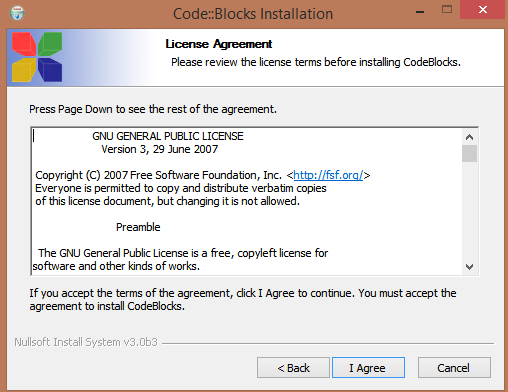 Code::Blocks Installation
License Agreement
Please review the license terms before installing CodeBlocks.
Press Page Down to see the rest of the agreement.
GNU GENERAL PUBLIC LICENSE
Version 3, 29 June 2007
Copyright (C) 2007 Free Software Foundation, Inc. <http://fsf.org/>
Everyone is permitted to copy and distribute verbatim copies
of this license document, but changing it is not allowed.
Preamble
The GNU General Public License is a free, copyleft license for
software and other kinds of works.
If you accept the terms of the agreement, click I Agree to continue. You must accept the
agreement to install CodeBlocks.
Nullsoft Install System v3.0b3
< Back I Agree Cancel